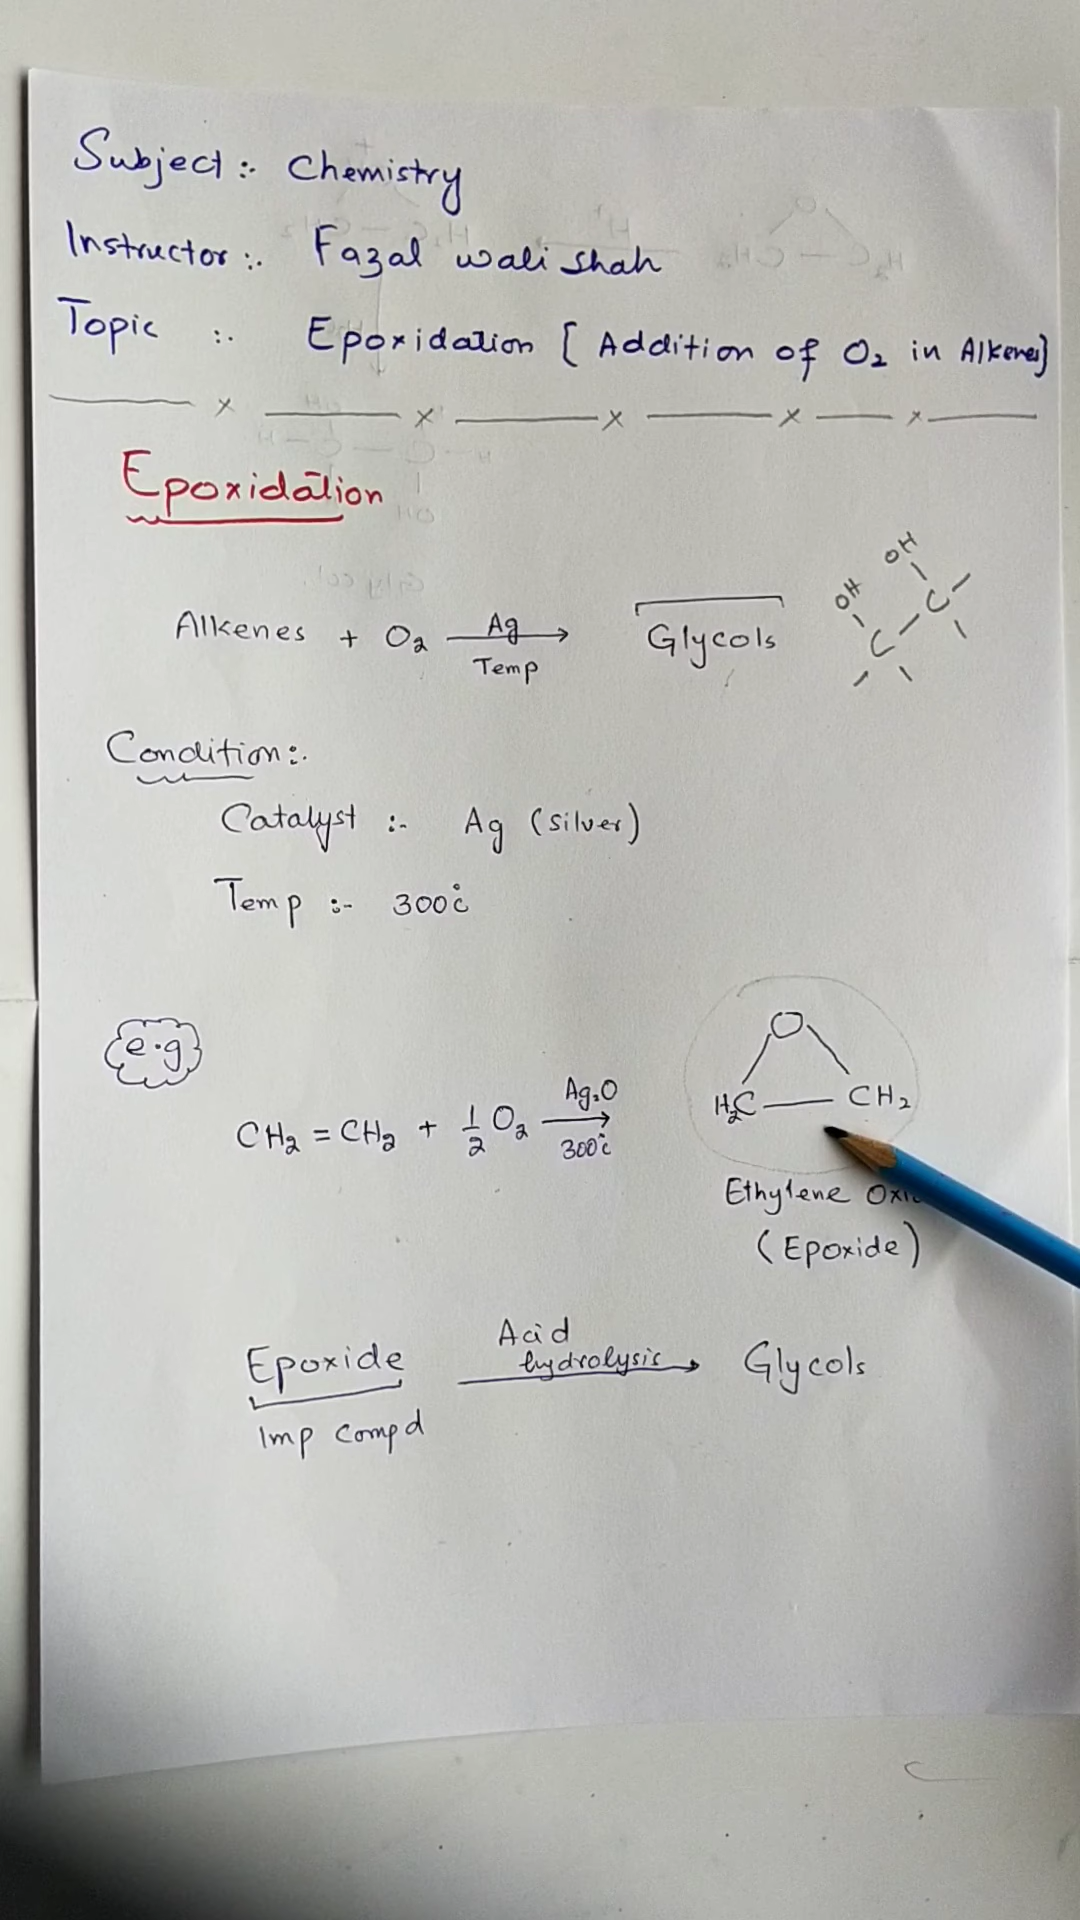 Subject :- Chemistry
Instructor :- Fazal wali Shah
Topic :- Epoxidation [Addition of O₂ in Alkenes]
Epoxidation
Alkenes + O₂ Ag Temp → Glycols
OH OH
C – C
Condition :-
Catalyst :- Ag (silver)
Temp :- 300°C
e.g
O
H₂C — CH₂
CH₂ = CH₂ + 1/2 O₂ Ag₂O 300°C →
Ethylene
(Epoxide)
Epoxide Acid hydrolysis → Glycols
Imp compd